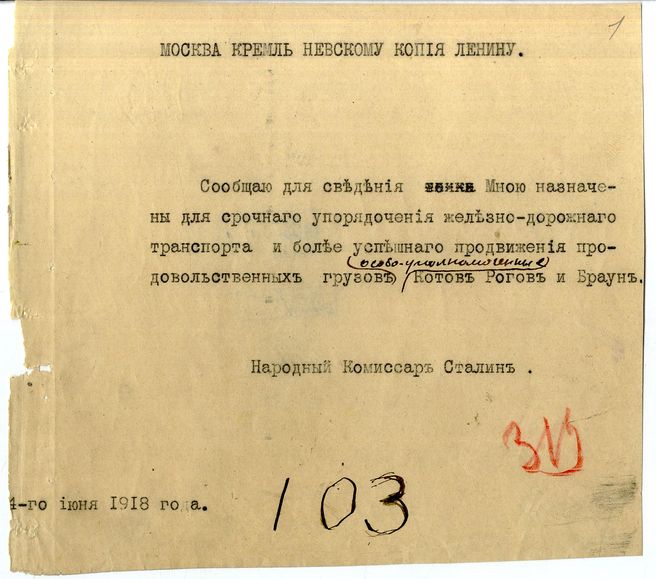 1
МОСКВА КРЕМЛЬ НЕВСКОМУ КОПІЯ ЛЕНИНУ.
Сообщаю для свѣдѣнія Мною назначе-
ны для срочнаго упорядоченія желѣзно-дорожнаго
транспорта и болѣе успѣшнаго продвиженія про-
особо-уполномоченные
довольственныхъ грузовъ Котовъ Роговъ и Браунъ.
Народный Комиссаръ Сталинъ .
4-го іюня 1918 года.
103